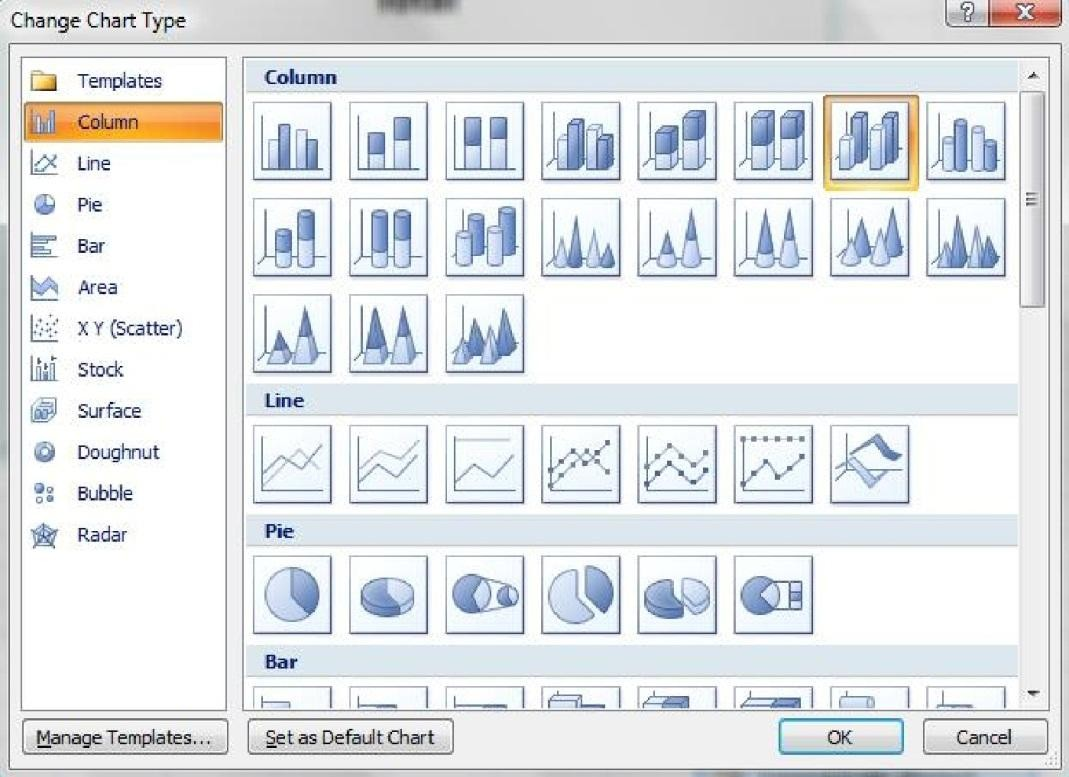 Change Chart Type
Templates
Column
Line
Pie
Bar
Area
X Y (Scatter)
Stock
Surface
Doughnut
Bubble
Radar
Column
Line
Pie
Bar
Manage Templates...
Set as Default Chart
OK
Cancel